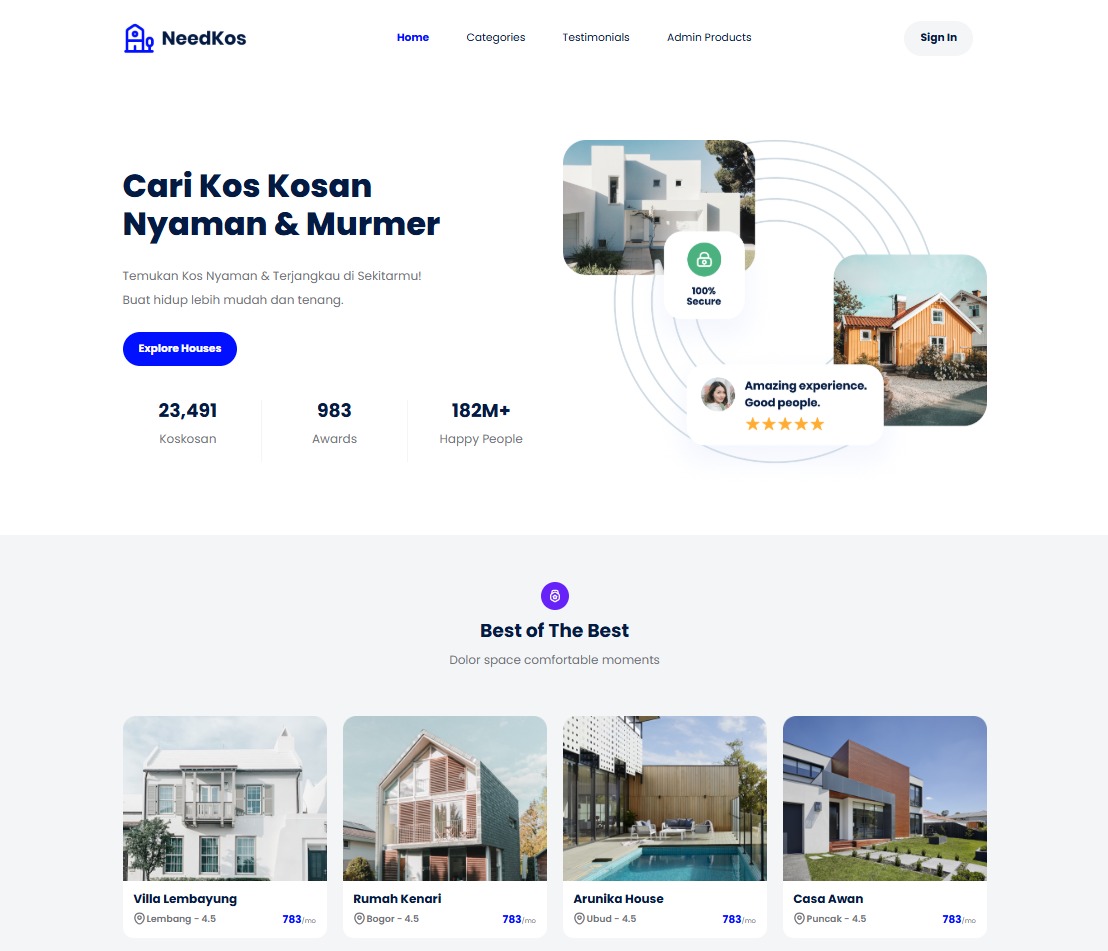 NeedKos
Home Categories Testimonials Admin Products
Sign In
Cari Kos Kosan
Nyaman & Murmer
Temukan Kos Nyaman & Terjangkau di Sekitarmu!
Buat hidup lebih mudah dan tenang.
Explore Houses
23,491
Koskosan
983
Awards
182M+
Happy People
100%
Secure
Amazing experience.
Good people.
Best of The Best
Dolor space comfortable moments
Villa Lembayung
Lembang - 4.5 783/mo
Rumah Kenari
Bogor - 4.5 783/mo
Arunika House
Ubud - 4.5 783/mo
Casa Awan
Puncak - 4.5 783/mo